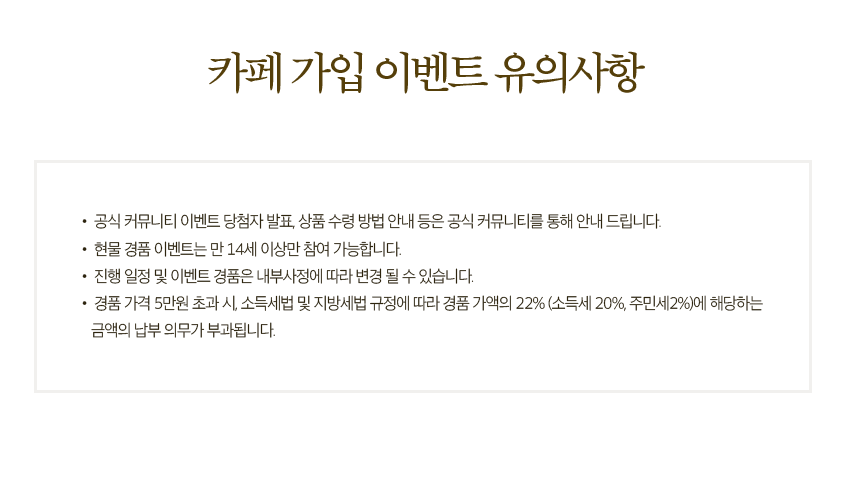 카페 가입 이벤트 유의사항
• 공식 커뮤니티 이벤트 당첨자 발표, 상품 수령 방법 안내 등은 공식 커뮤니티를 통해 안내 드립니다.
• 현물 경품 이벤트는 만 14세 이상만 참여 가능합니다.
• 진행 일정 및 이벤트 경품은 내부사정에 따라 변경 될 수 있습니다.
• 경품 가격 5만원 초과 시, 소득세법 및 지방세법 규정에 따라 경품 가액의 22% (소득세 20%, 주민세2%)에 해당하는
금액의 납부 의무가 부과됩니다.